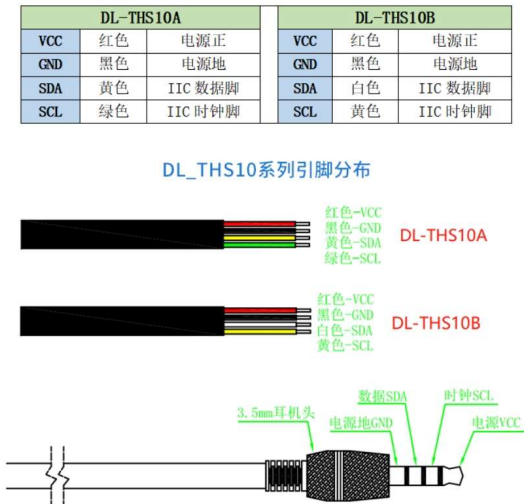 DL-THS10A DL-THS10B
VCC 红色 电源正 VCC 红色 电源正
GND 黑色 电源地 GND 黑色 电源地
SDA 黄色 IIC 数据脚 SDA 白色 IIC 数据脚
SCL 绿色 IIC 时钟脚 SCL 黄色 IIC 时钟脚
DL_THS10系列引脚分布
红色-VCC
黑色-GND
黄色-SDA
绿色-SCL
DL-THS10A
红色-VCC
黑色-GND
白色-SDA
黄色-SCL
DL-THS10B
数据SDA 时钟SCL
3.5mm耳机头 电源地GND 电源VCC